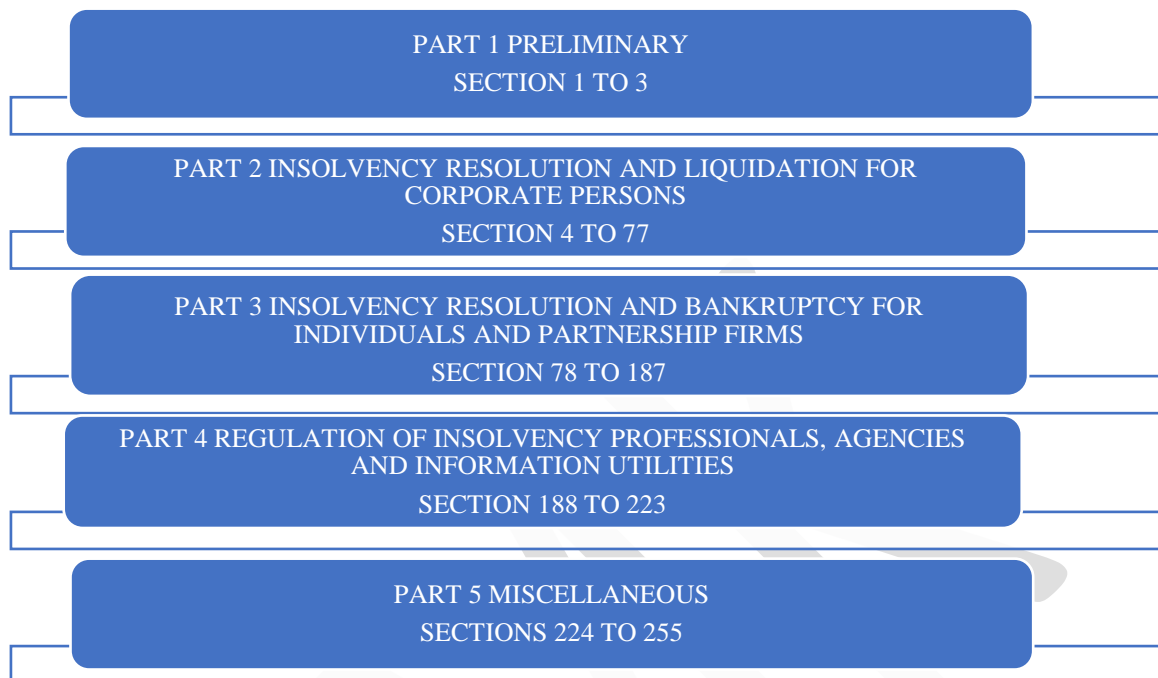 PART 1 PRELIMINARY
SECTION 1 TO 3
PART 2 INSOLVENCY RESOLUTION AND LIQUIDATION FOR
CORPORATE PERSONS
SECTION 4 TO 77
PART 3 INSOLVENCY RESOLUTION AND BANKRUPTCY FOR
INDIVIDUALS AND PARTNERSHIP FIRMS
SECTION 78 TO 187
PART 4 REGULATION OF INSOLVENCY PROFESSIONALS, AGENCIES
AND INFORMATION UTILITIES
SECTION 188 TO 223
PART 5 MISCELLANEOUS
SECTIONS 224 TO 255